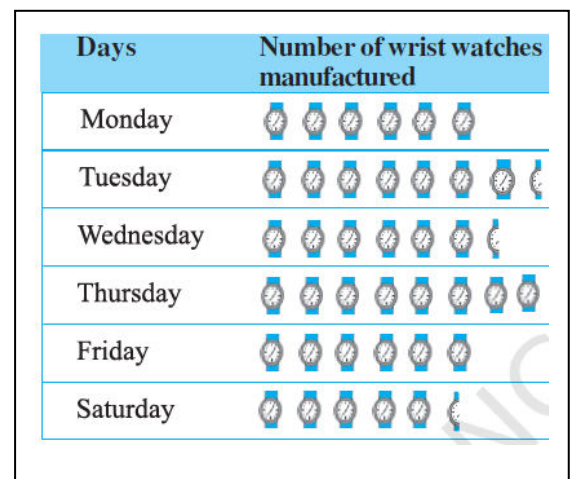 Days Number of wrist watches
manufactured
Monday
Tuesday
Wednesday
Thursday
Friday
Saturday